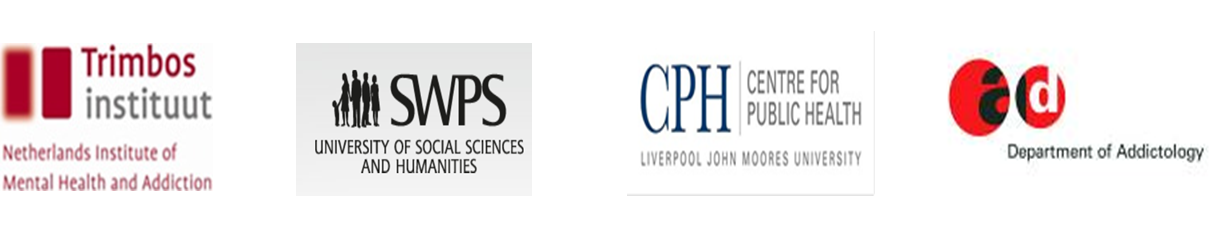 Trimbos
instituut
Netherlands Institute of
Mental Health and Addiction
SWPS
UNIVERSITY OF SOCIAL SCIENCES
AND HUMANITIES
CPH
CENTRE FOR
PUBLIC HEALTH
LIVERPOOL JOHN MOORES UNIVERSITY
ad
Department of Addictology